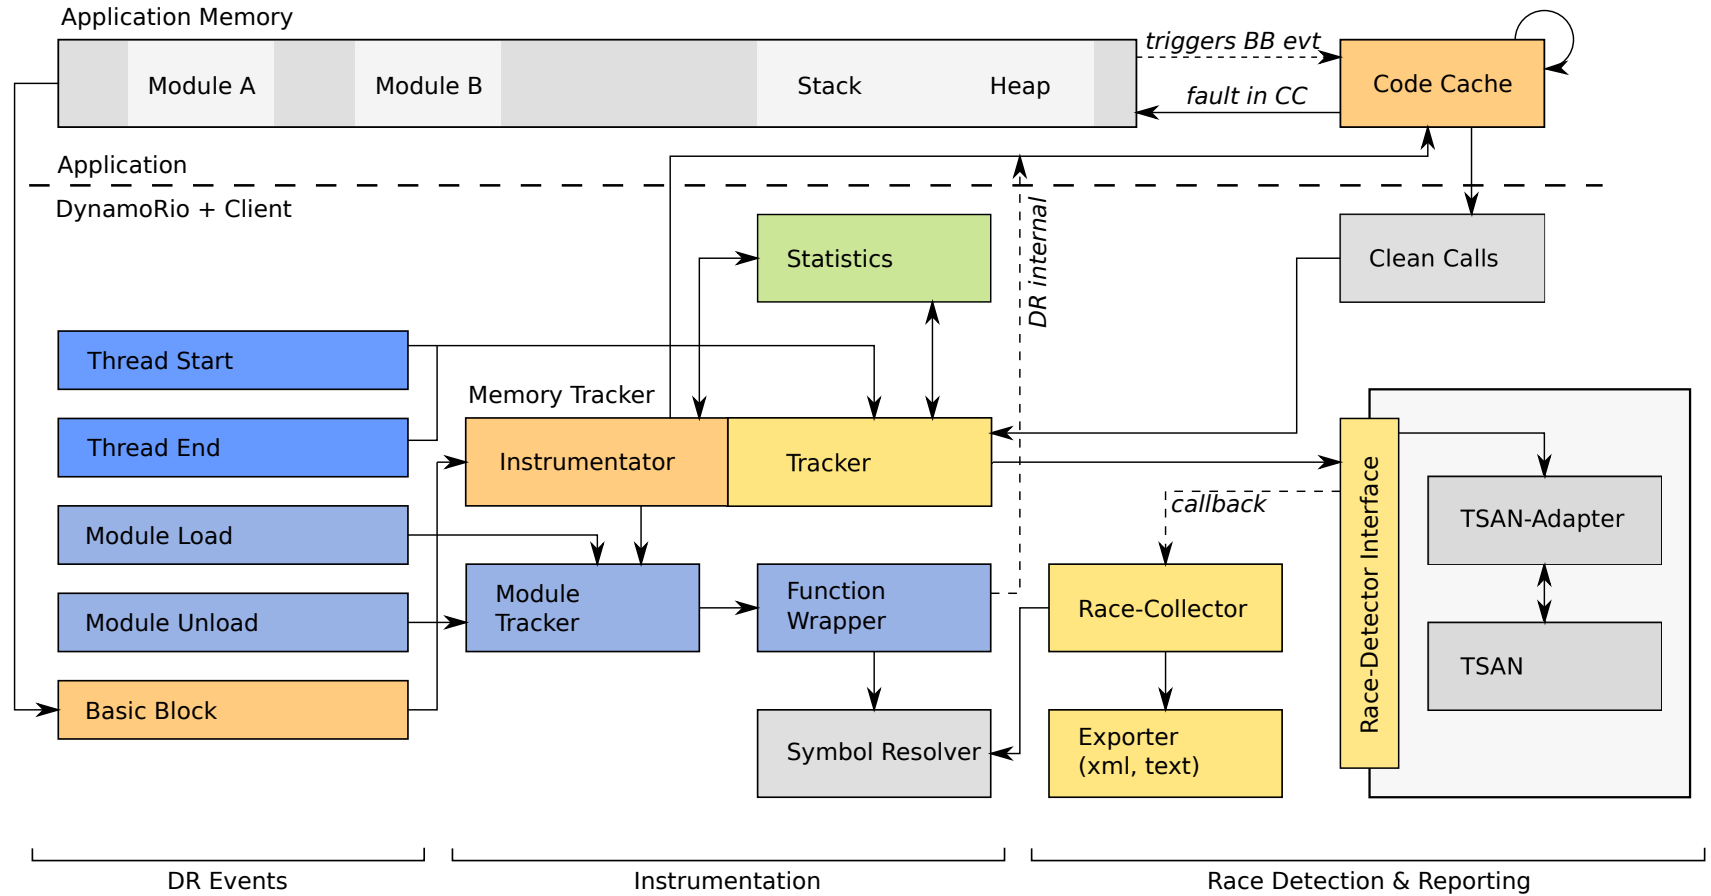 Application Memory
triggers BB evt
Module A
Module B
Stack
Heap
Code Cache
fault in CC
Application
DynamoRio + Client
DR internal
Statistics
Clean Calls
Thread Start
Memory Tracker
Thread End
Instrumentator
Tracker
Race-Detector Interface
callback
TSAN-Adapter
Module Load
Module
Tracker
Function
Wrapper
Race-Collector
Module Unload
TSAN
Basic Block
Symbol Resolver
Exporter
(xml, text)
DR Events
Instrumentation
Race Detection & Reporting